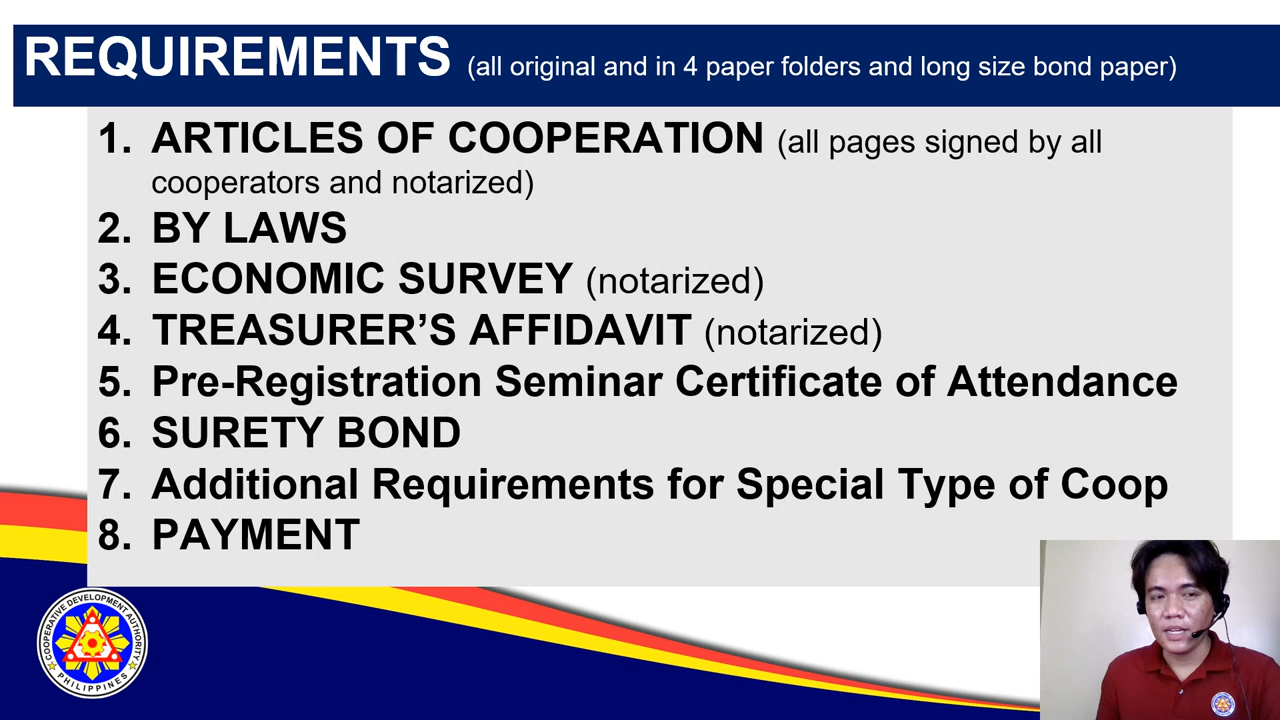 REQUIREMENTS (all original and in 4 paper folders and long size bond paper)
1. ARTICLES OF COOPERATION (all pages signed by all
cooperators and notarized)
2. BY LAWS
3. ECONOMIC SURVEY (notarized)
4. TREASURER’S AFFIDAVIT (notarized)
5. Pre-Registration Seminar Certificate of Attendance
6. SURETY BOND
7. Additional Requirements for Special Type of Coop
8. PAYMENT
COOPERATIVE DEVELOPMENT AUTHORITY
PHILIPPINES